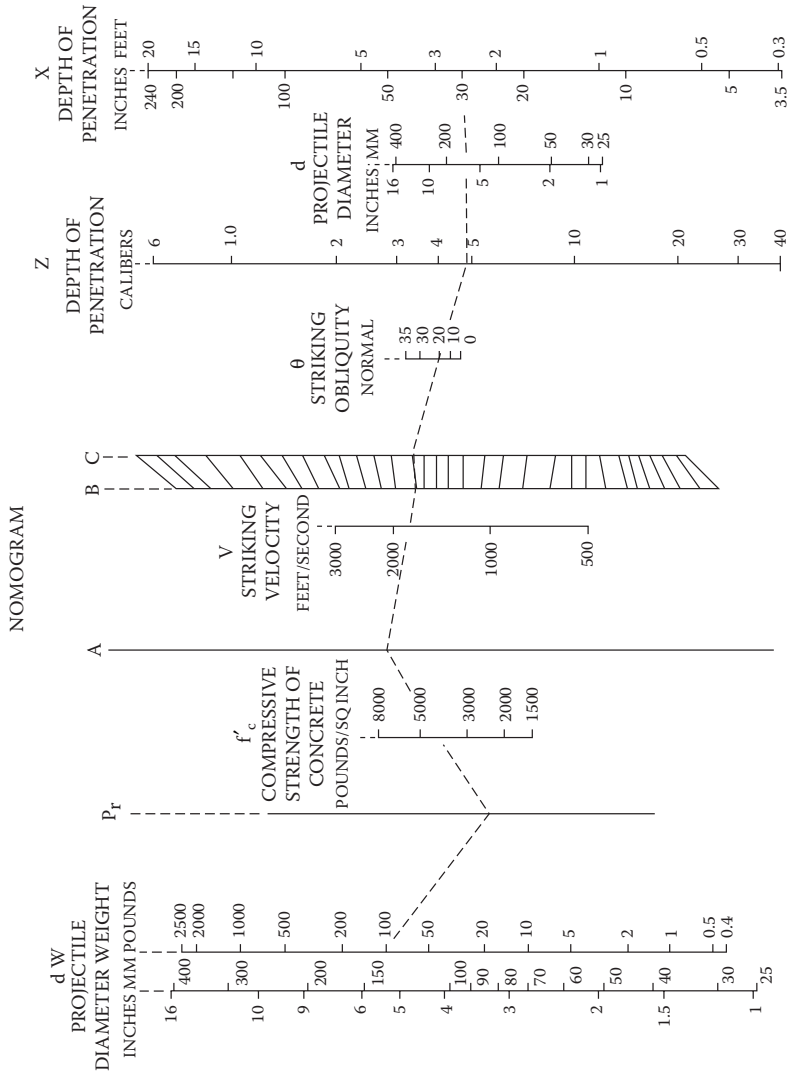 NOMOGRAM
d W
PROJECTILE
DIAMETER WEIGHT
INCHES MM POUNDS
16
10
9
6
5
4
3
2
1.5
1
400
300
200
150
100
90
80
70
60
50
40
30
25
2500
2000
1000
500
200
100
50
20
10
5
2
1
0.5
0.4
Pr
f'c
COMPRESSIVE
STRENGTH OF
CONCRETE
POUNDS/SQ INCH
8000
5000
3000
2000
1500
A
V
STRIKING
VELOCITY
FEET/SECOND
3000
2000
1000
500
B C
θ
STRIKING
OBLIQUITY
NORMAL
35
30
20
10
0
Z
DEPTH OF
PENETRATION
CALIBERS
6
1.0
2
3
4
5
10
20
30
40
d
PROJECTILE
DIAMETER
INCHES; MM
16 400
10 200
5 100
2 50
30
1 25
X
DEPTH OF
PENETRATION
INCHES FEET
240 20
200 15
10
100
5
50
3
30
2
20
1
10
0.5
5
3.5 0.3